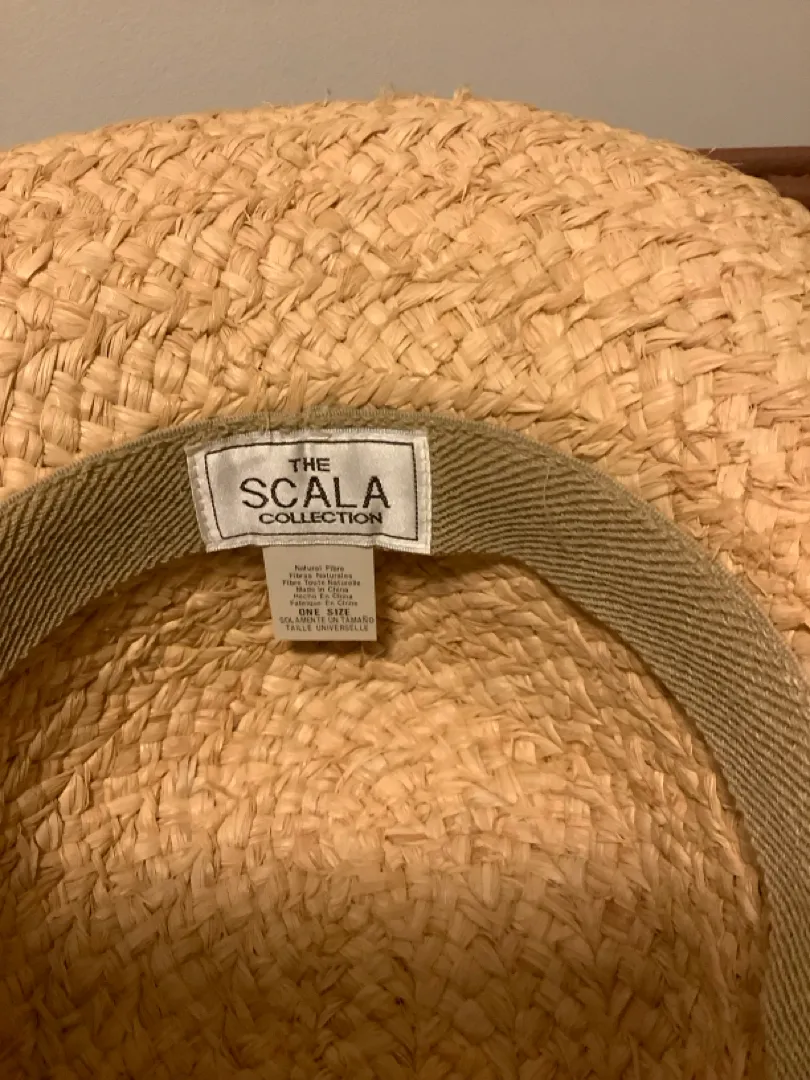 THE
SCALA
COLLECTION
Natural Fibre
Fibras Naturales
Fibre Toute Naturelle
Made In China
Hecho En China
Fabrique En Chine
ONE SIZE
SOLAMENTE UN TAMAÑO
TAILLE UNIVERSELLE